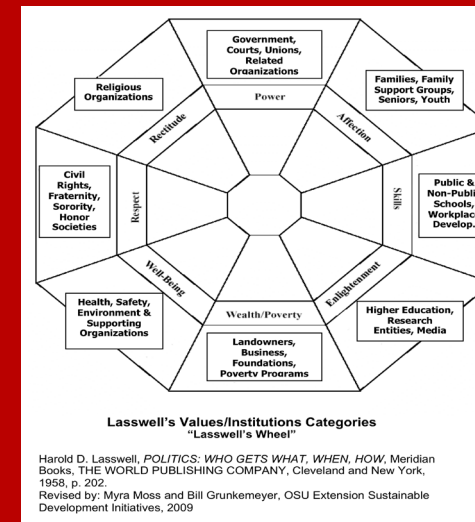 Government,
Courts, Unions,
Related
Organizations
Power
Religious
Organizations
Rectitude
Families, Family
Support Groups,
Seniors, Youth
Affection
Civil
Rights,
Fraternity,
Sorority,
Honor
Societies
Respect
Skills
Public &
Non-Publi
Schools,
Workplac
Develop.
Well-Being
Health, Safety,
Environment &
Supporting
Organizations
Wealth/Poverty
Landowners,
Business,
Foundations,
Poverty Programs
Enlightenment
Higher Education,
Research
Entities, Media
Lasswell's Values/Institutions Categories
“Lasswell's Wheel”
Harold D. Lasswell, POLITICS: WHO GETS WHAT, WHEN, HOW, Meridian
Books, THE WORLD PUBLISHING COMPANY, Cleveland and New York,
1958, p. 202.
Revised by: Myra Moss and Bill Grunkemeyer, OSU Extension Sustainable
Development Initiatives, 2009